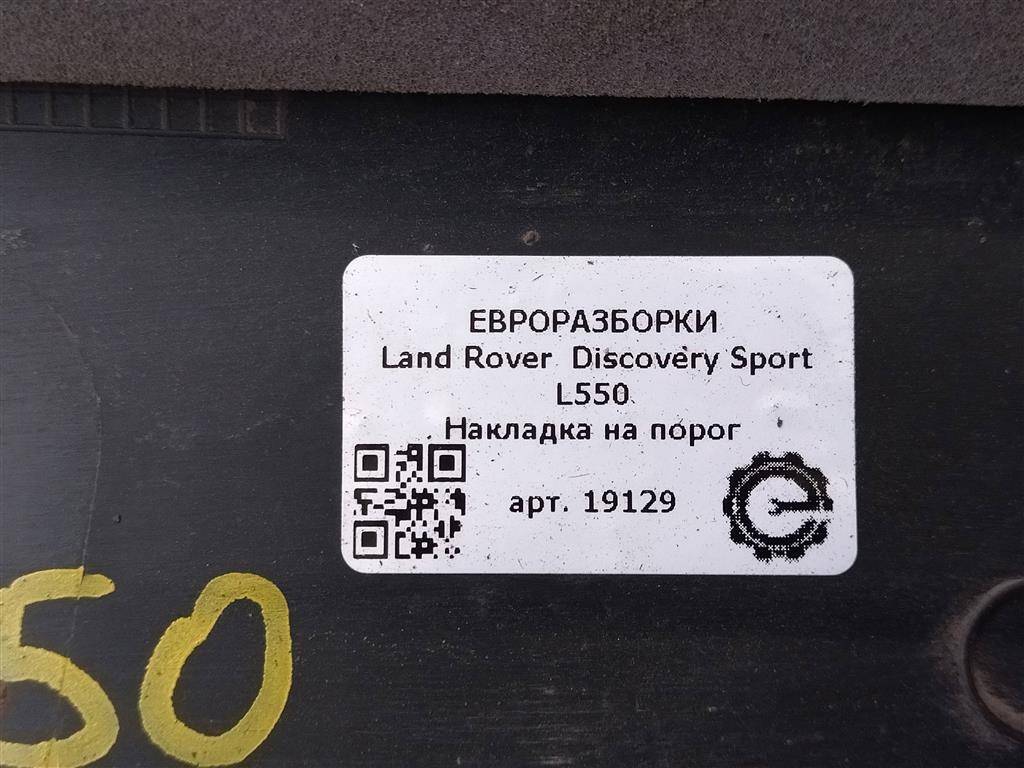 ЕВРОРАЗБОРКИ
Land Rover Discovery Sport
L550
Накладка на порог
арт. 19129
50